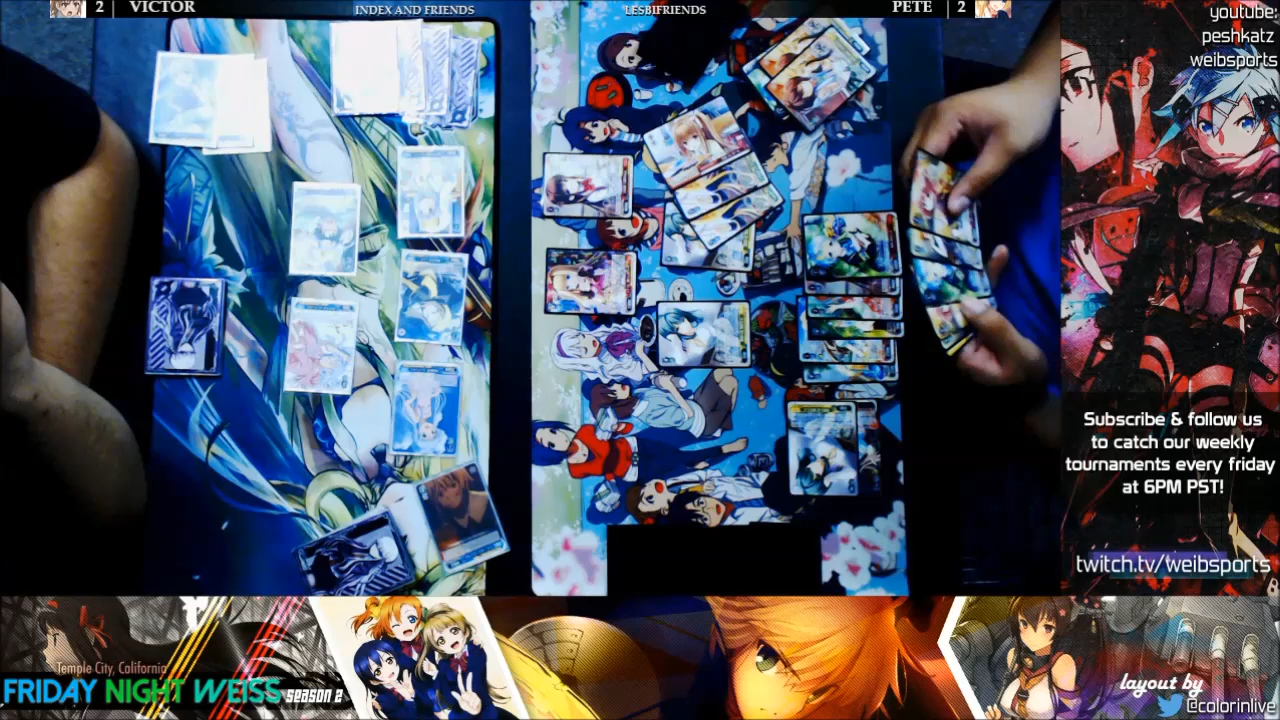 2 | VICTOR
INDEX AND FRIENDS
LESBIFRIENDS
PETE | 2
youtube:
peshkatz
weibsports
Subscribe & follow us
to catch our weekly
tournaments every friday
at 6PM PST!
twitch.tv/weibsports
Temple City, California
FRIDAY NIGHT WEISS SEASON 2
layout by
@colorinlive